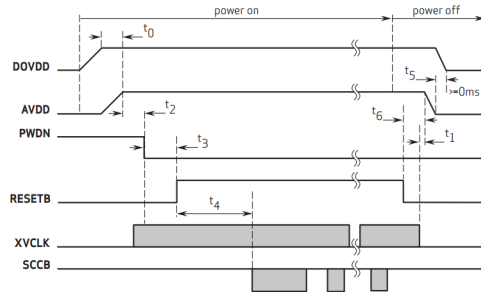 power on
power off
t0
DOVDD
t5
>=0ms
AVDD
t2
t6
t1
PWDN
t3
RESETB
t4
XVCLK
SCCB